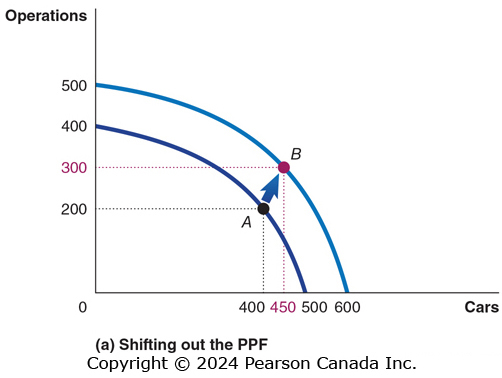 Operations
500
400
300
200
B
A
0
400 450 500 600 Cars
(a) Shifting out the PPF
Copyright © 2024 Pearson Canada Inc.